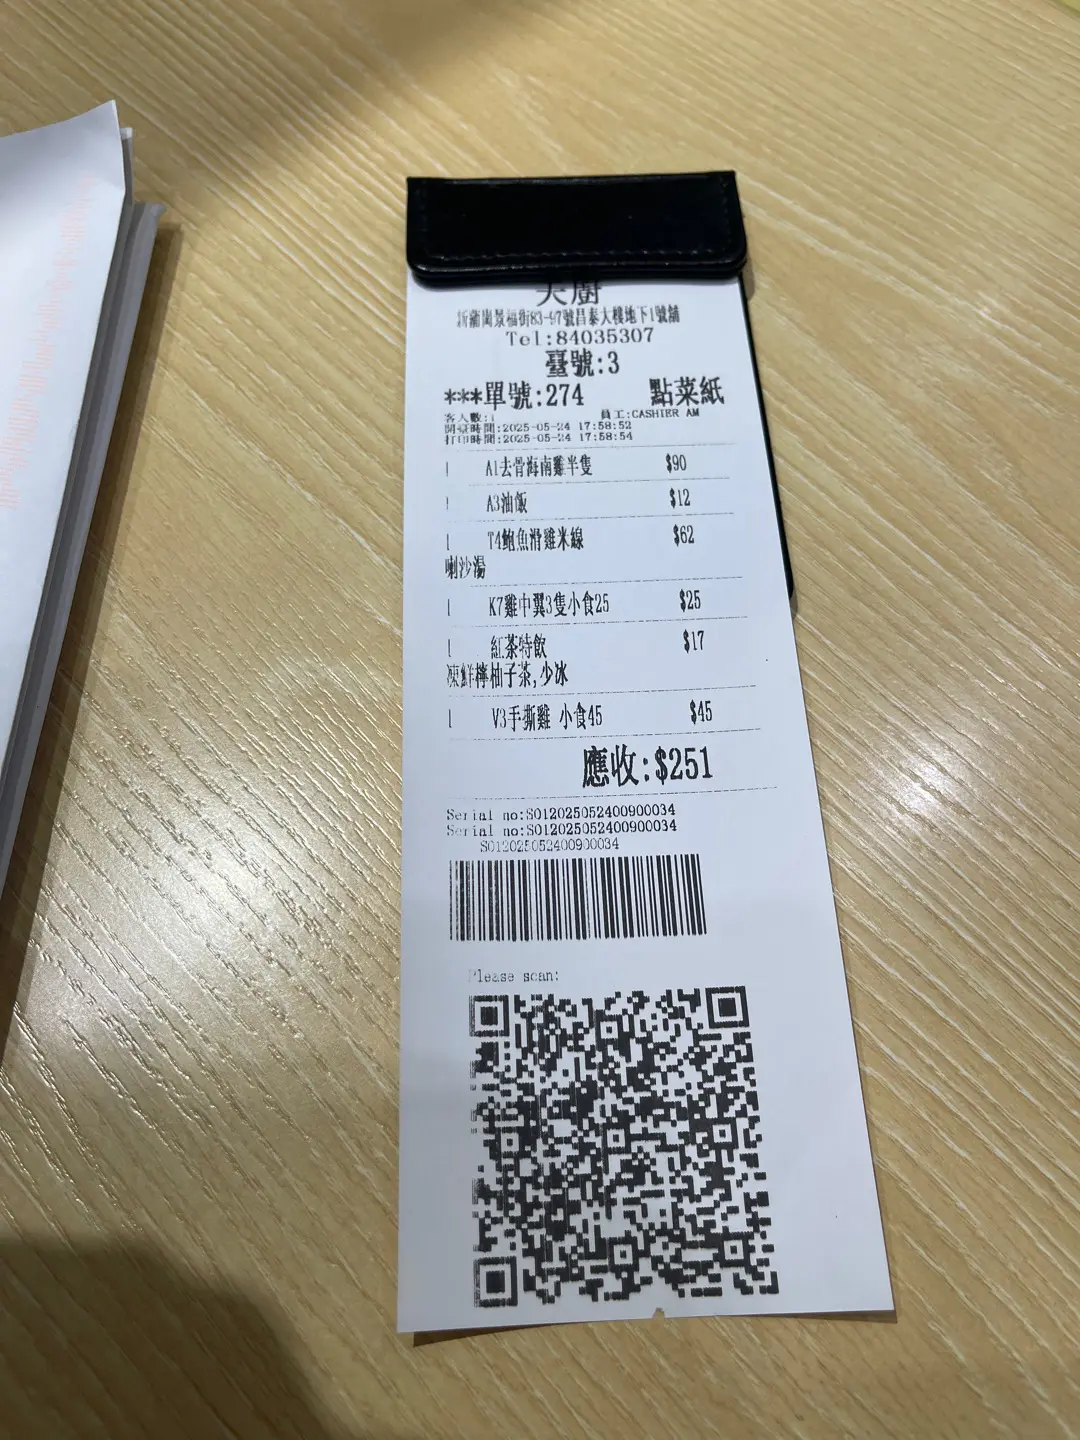 天廚
新蒲崗景福街83-97號昌泰大樓地下1號舖
Tel:84035307
臺號:3
***單號:274 點菜紙
客人數:1 員工:CASHIER AM
開臺時間:2025-05-24 17:58:52
打印時間:2025-05-24 17:58:54
1 A1去骨海南雞半隻 $90
1 A3油飯 $12
1 T4鮑魚滑雞米線 $62
喇沙湯
1 K7雞中翼3隻小食25 $25
1 紅茶特飲 $17
凍鮮檸柚子茶,少冰
1 V3手撕雞 小食45 $45
應收:$251
Serial no:S012025052400900034
Serial no:S012025052400900034
S012025052400900034
Please scan: